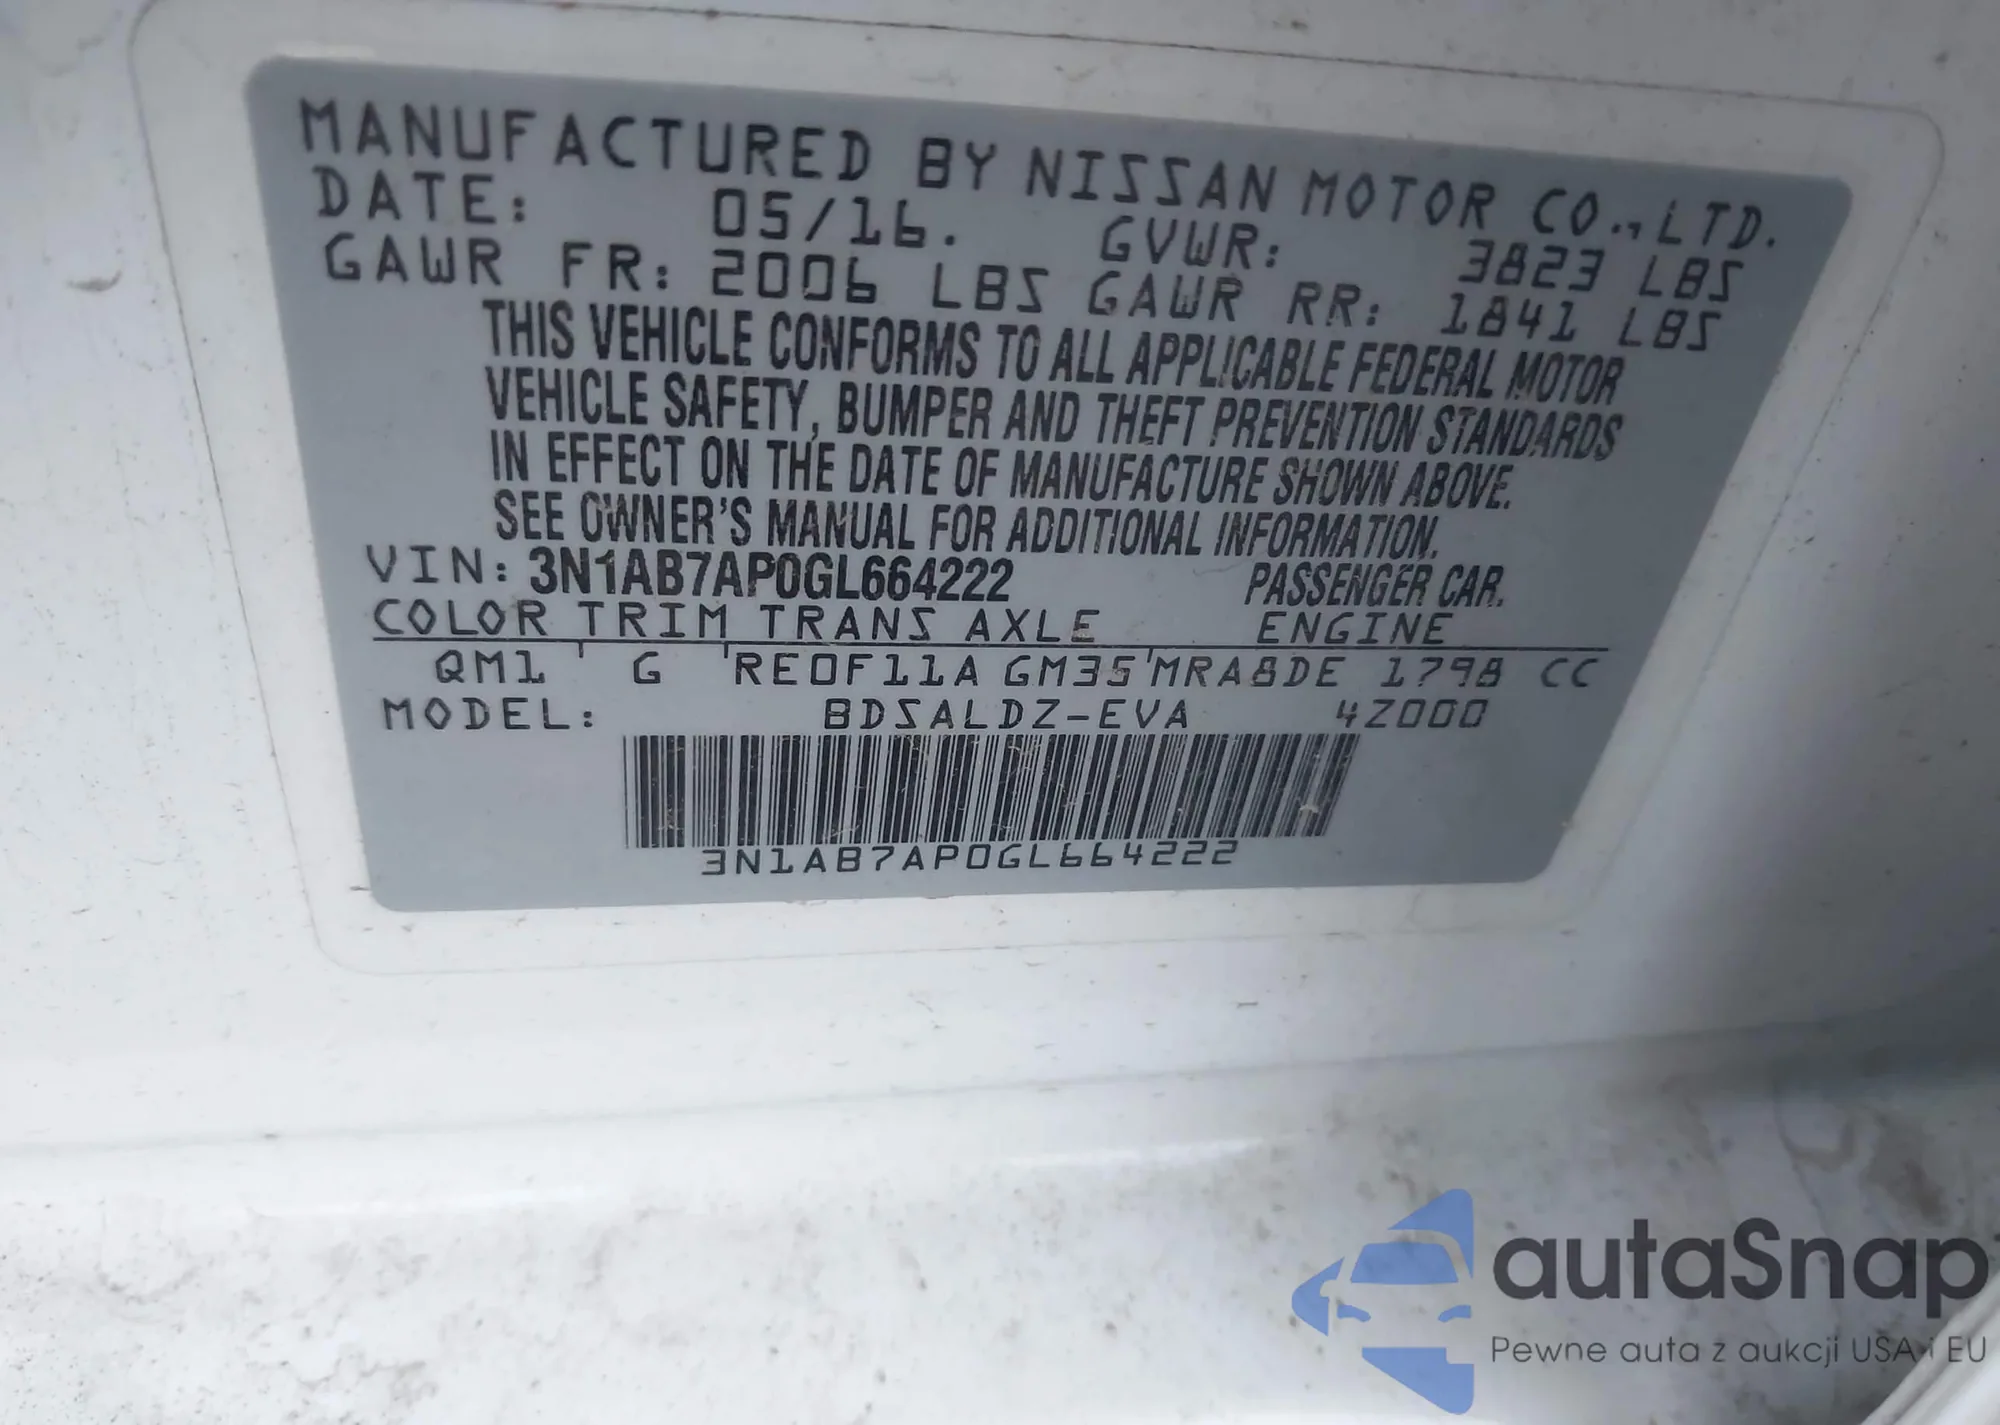 MANUFACTURED BY NISSAN MOTOR CO.,LTD.
DATE: 05/16. GVWR: 3823 LBS
GAWR FR: 2006 LBS GAWR RR: 1841 LBS
THIS VEHICLE CONFORMS TO ALL APPLICABLE FEDERAL MOTOR
VEHICLE SAFETY, BUMPER AND THEFT PREVENTION STANDARDS
IN EFFECT ON THE DATE OF MANUFACTURE SHOWN ABOVE.
SEE OWNER'S MANUAL FOR ADDITIONAL INFORMATION.
VIN: 3N1AB7AP0GL664222 PASSENGER CAR.
COLOR TRIM TRANS AXLE ENGINE
QM1 G RE0F11A GM35 MRA8DE 1798 CC
MODEL: BDSALDZ-EVA 4Z000
3N1AB7AP0GL664222
autaSnap
Pewne auta z aukcji USA i EU